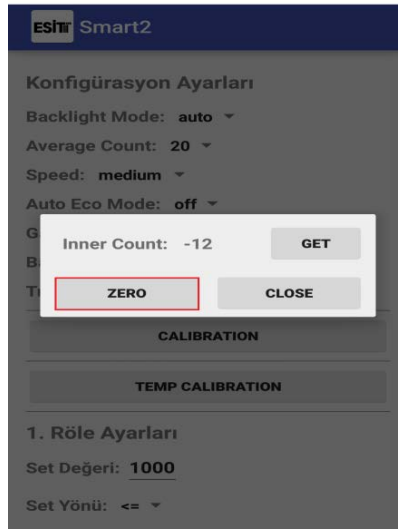 ESİT Smart2
Konfigürasyon Ayarları
Backlight Mode: auto
Average Count: 20
Speed: medium
Auto Eco Mode: off
Inner Count: -12 GET
ZERO CLOSE
CALIBRATION
TEMP CALIBRATION
1. Röle Ayarları
Set Değeri: 1000
Set Yönü: <=